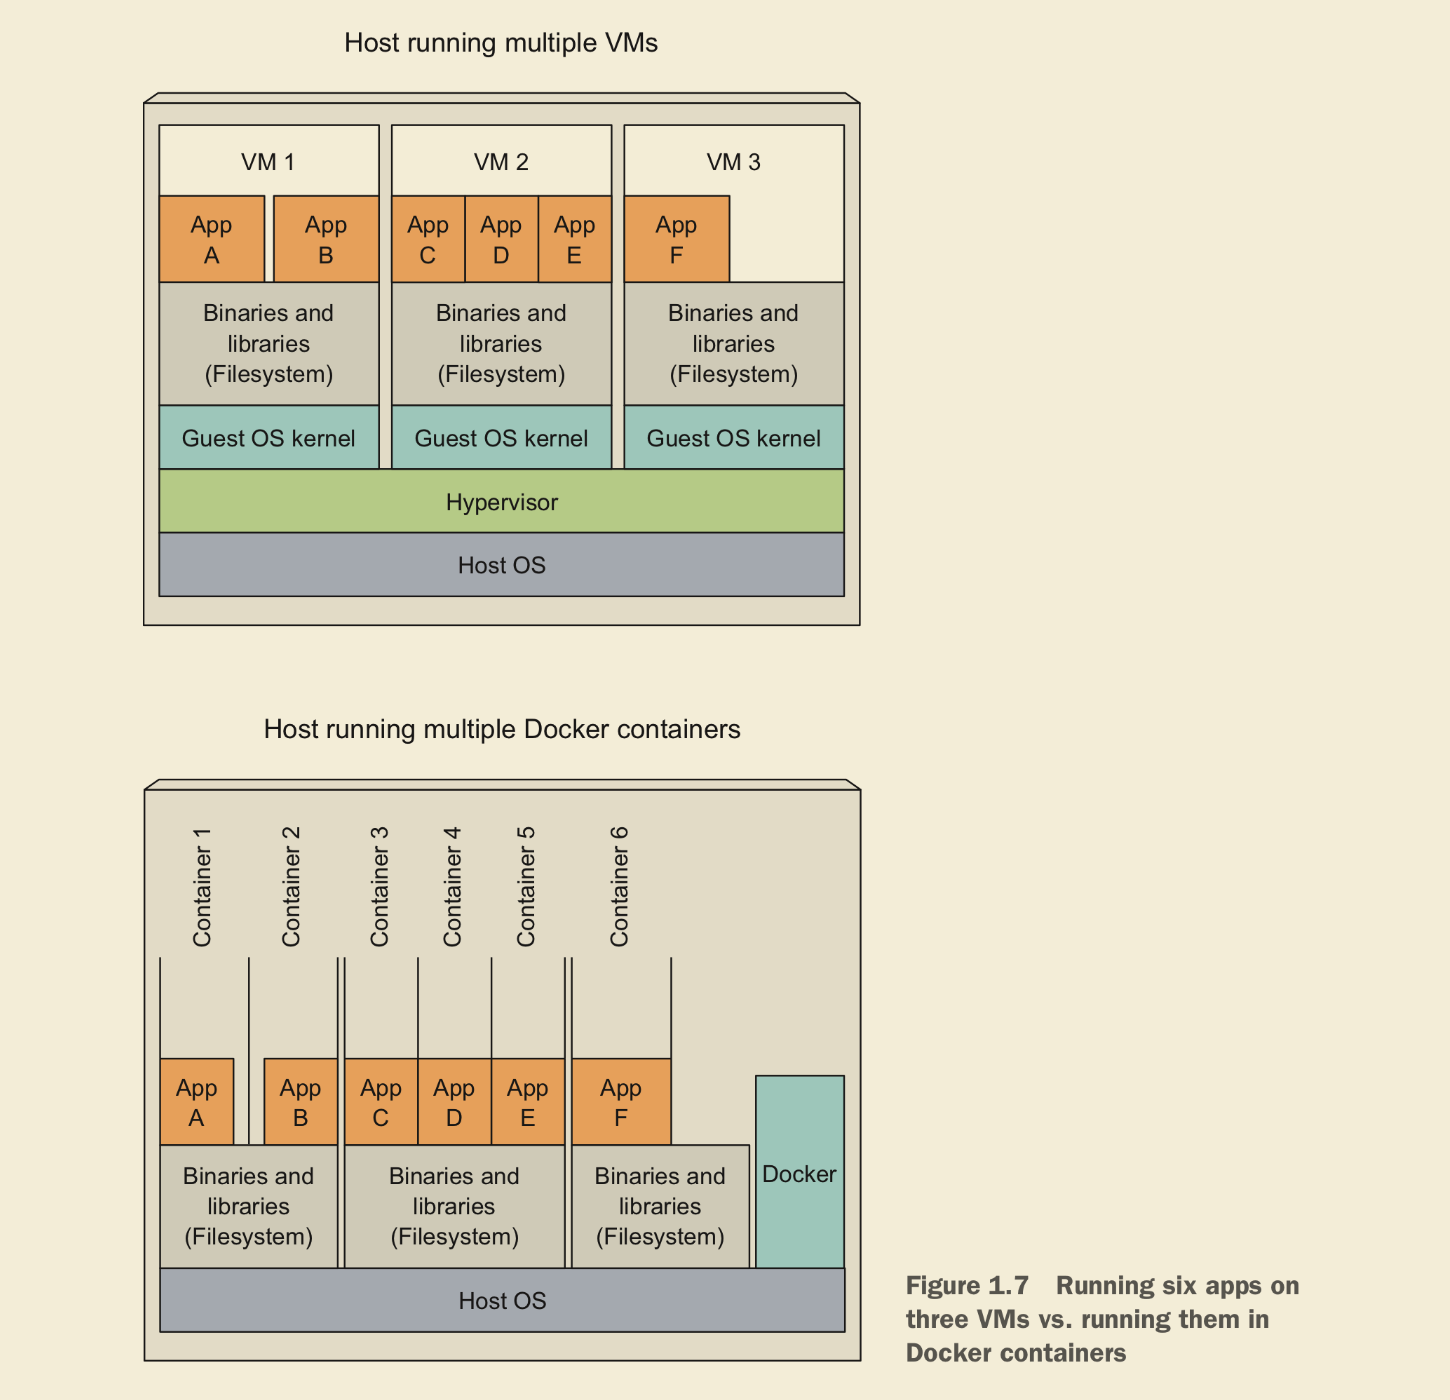 Host running multiple VMs
VM 1
VM 2
VM 3
App
A
App
B
App
C
App
D
App
E
App
F
Binaries and
libraries
(Filesystem)
Binaries and
libraries
(Filesystem)
Binaries and
libraries
(Filesystem)
Guest OS kernel
Guest OS kernel
Guest OS kernel
Hypervisor
Host OS
Host running multiple Docker containers
Container 1
Container 2
Container 3
Container 4
Container 5
Container 6
App
A
App
B
App
C
App
D
App
E
App
F
Binaries and
libraries
(Filesystem)
Binaries and
libraries
(Filesystem)
Binaries and
libraries
(Filesystem)
Docker
Host OS
Figure 1.7 Running six apps on
three VMs vs. running them in
Docker containers